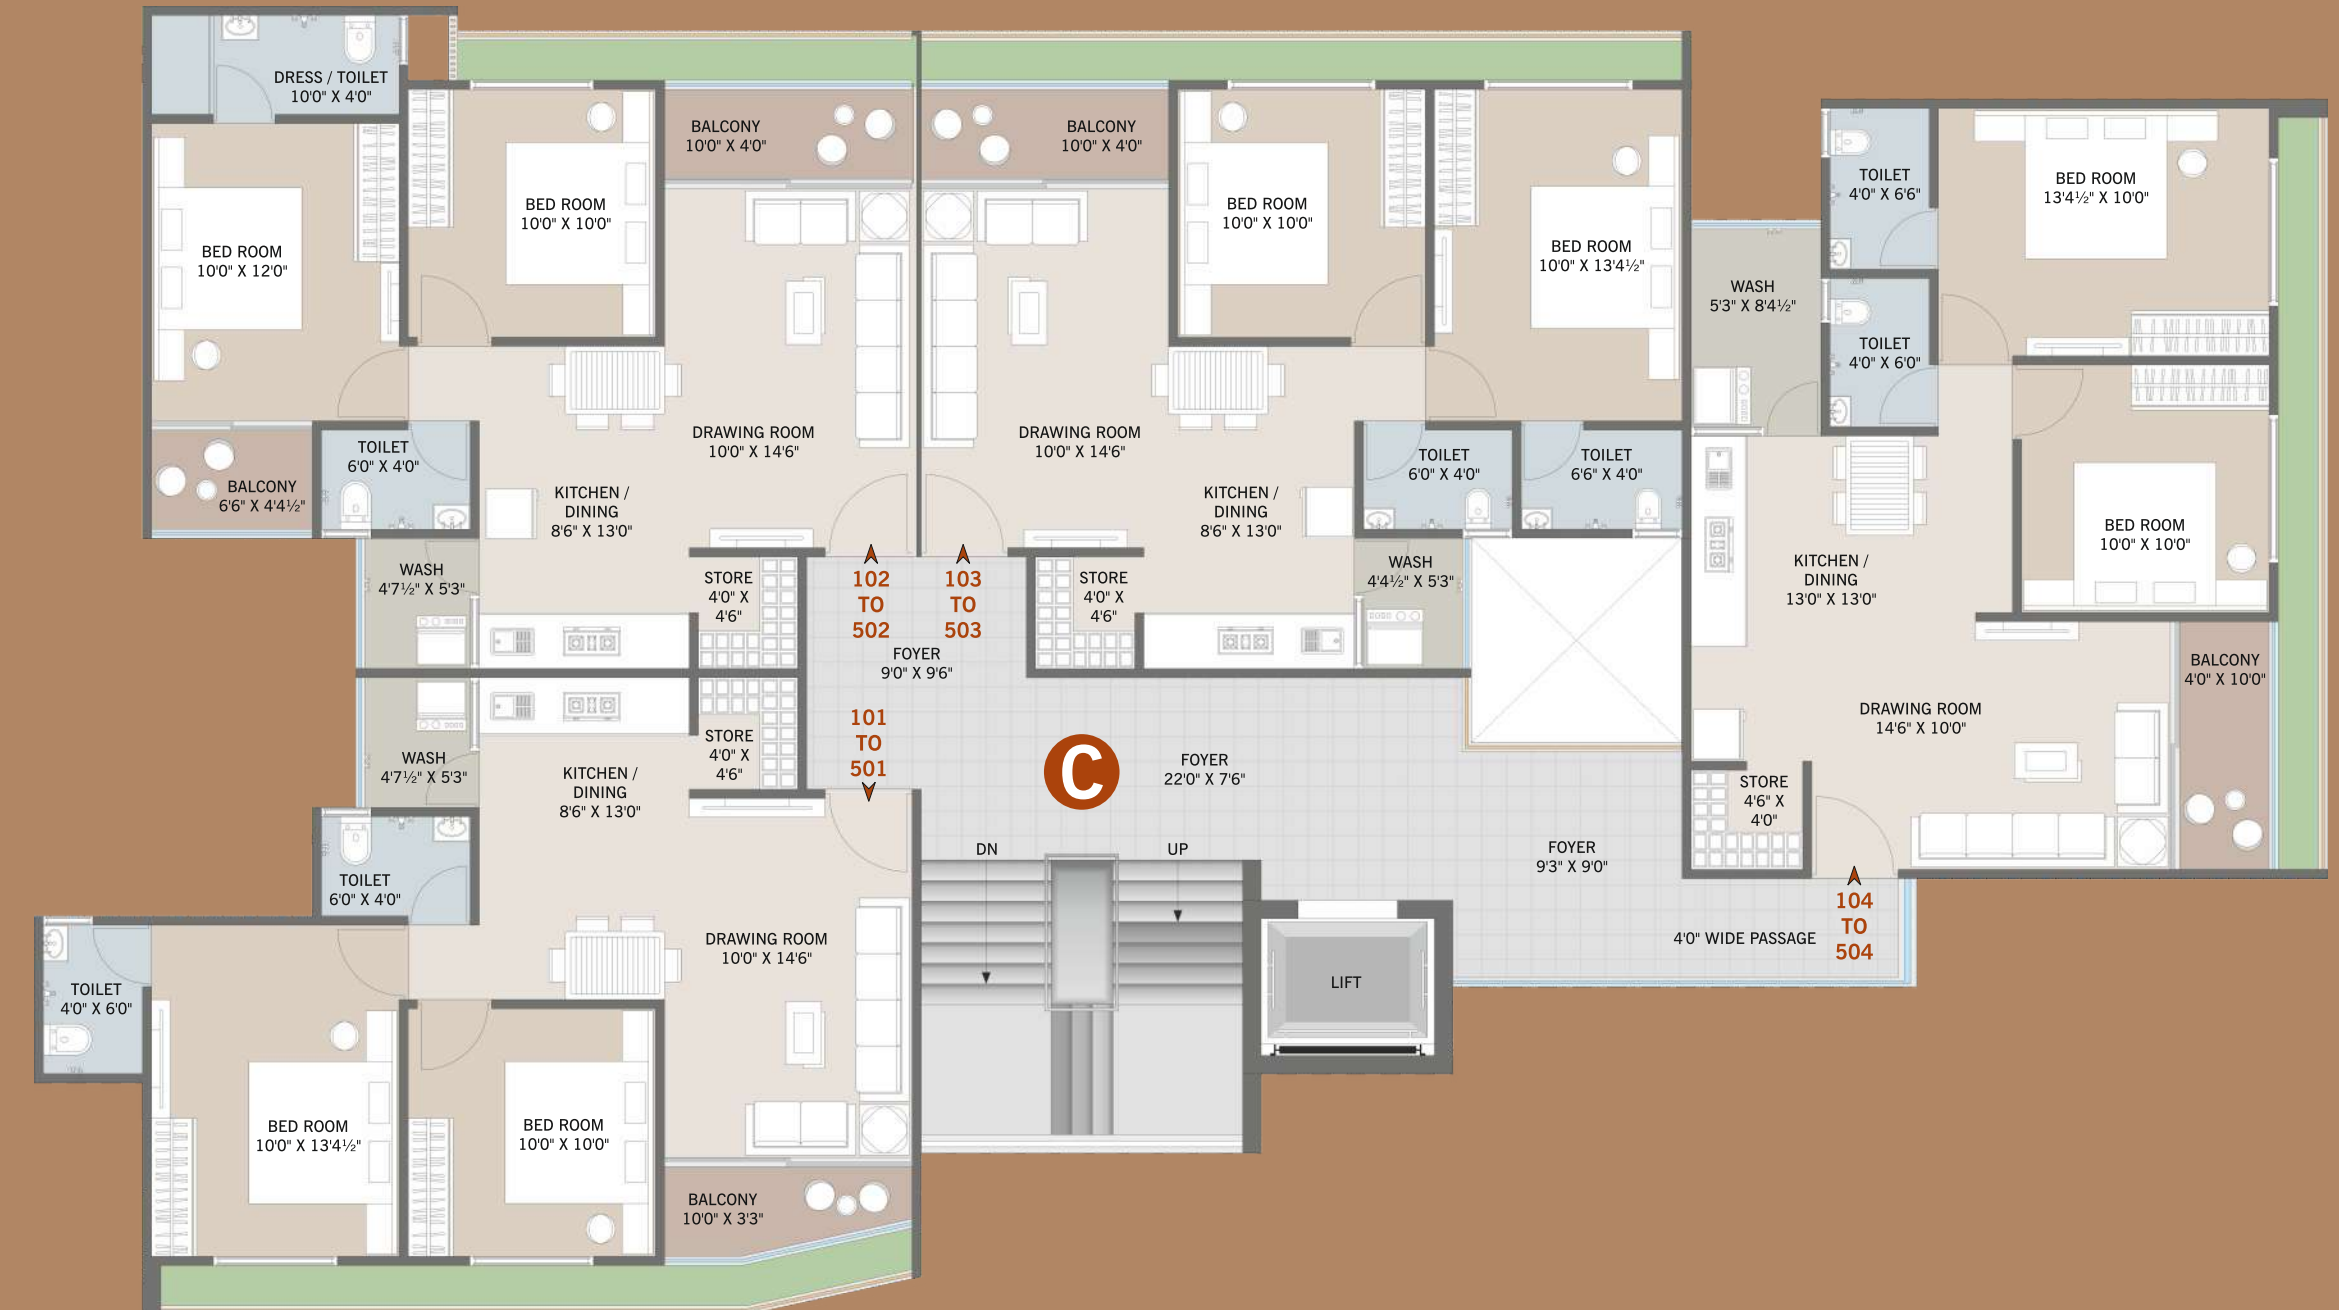 DRESS / TOILET
10'0" X 4'0"
BED ROOM
10'0" X 12'0"
BED ROOM
10'0" X 10'0"
BALCONY
10'0" X 4'0"
BALCONY
10'0" X 4'0"
BED ROOM
10'0" X 10'0"
BED ROOM
10'0" X 13'4½"
TOILET
4'0" X 6'6"
BED ROOM
13'4½" X 10'0"
WASH
5'3" X 8'4½"
TOILET
4'0" X 6'0"
BALCONY
6'6" X 4'4½"
TOILET
6'0" X 4'0"
DRAWING ROOM
10'0" X 14'6"
DRAWING ROOM
10'0" X 14'6"
TOILET
6'0" X 4'0"
TOILET
6'6" X 4'0"
KITCHEN /
DINING
8'6" X 13'0"
KITCHEN /
DINING
8'6" X 13'0"
BED ROOM
10'0" X 10'0"
KITCHEN /
DINING
13'0" X 13'0"
WASH
4'7½" X 5'3"
STORE
4'0" X
4'6"
102
TO
502
103
TO
503
STORE
4'0" X
4'6"
WASH
4'4½" X 5'3"
FOYER
9'0" X 9'6"
BALCONY
4'0" X 10'0"
DRAWING ROOM
14'6" X 10'0"
WASH
4'7½" X 5'3"
STORE
4'0" X
4'6"
101
TO
501
C
FOYER
22'0" X 7'6"
KITCHEN /
DINING
8'6" X 13'0"
STORE
4'6" X
4'0"
DN
UP
FOYER
9'3" X 9'0"
TOILET
6'0" X 4'0"
DRAWING ROOM
10'0" X 14'6"
4'0" WIDE PASSAGE
104
TO
504
TOILET
4'0" X 6'0"
LIFT
BED ROOM
10'0" X 13'4½"
BED ROOM
10'0" X 10'0"
BALCONY
10'0" X 3'3"